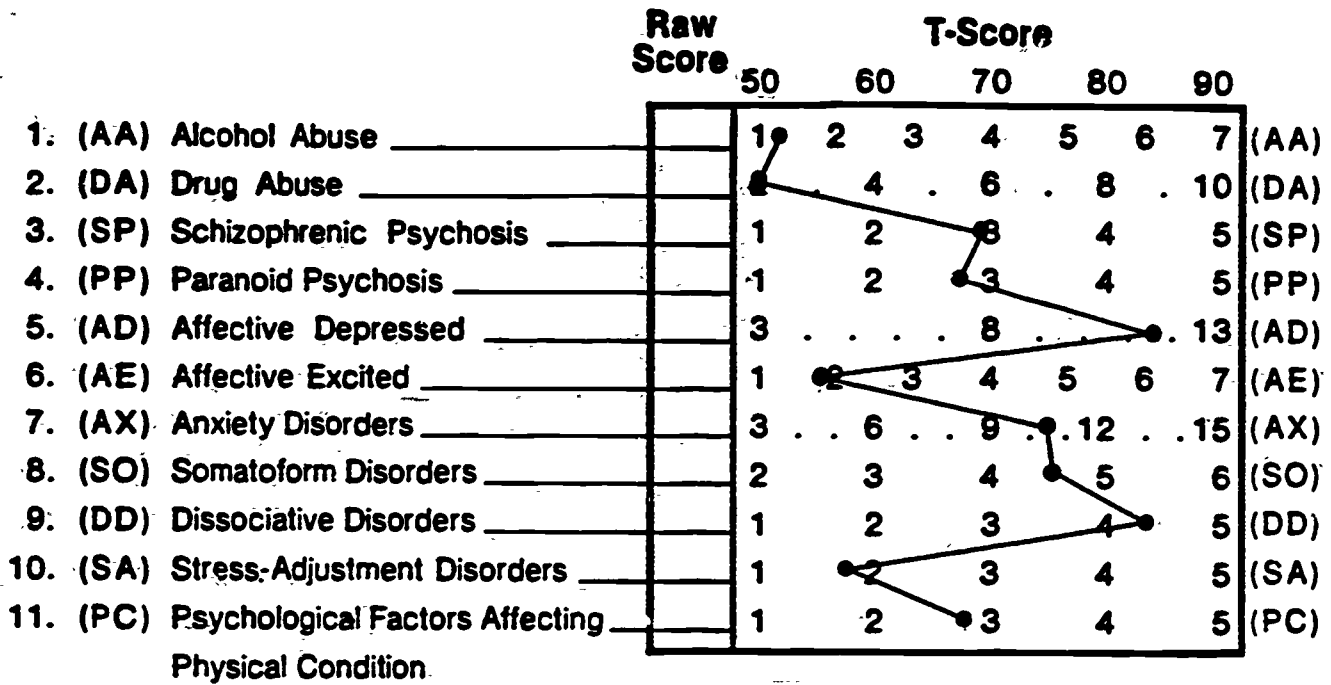 Raw Score T-Score
50 60 70 80 90
1. (AA) Alcohol Abuse 1 2 3 4 5 6 7 (AA)
2. (DA) Drug Abuse 2 . 4 . 6 . 8 . 10 (DA)
3. (SP) Schizophrenic Psychosis 1 2 3 4 5 (SP)
4. (PP) Paranoid Psychosis 1 2 3 4 5 (PP)
5. (AD) Affective Depressed 3 . . . . 8 . . . . 13 (AD)
6. (AE) Affective Excited 1 2 3 4 5 6 7 (AE)
7. (AX) Anxiety Disorders 3 . . 6 . . 9 . . 12 . . 15 (AX)
8. (SO) Somatoform Disorders 2 3 4 5 6 (SO)
9. (DD) Dissociative Disorders 1 2 3 4 5 (DD)
10. (SA) Stress-Adjustment Disorders 1 2 3 4 5 (SA)
11. (PC) Psychological Factors Affecting 1 2 3 4 5 (PC)
Physical Condition